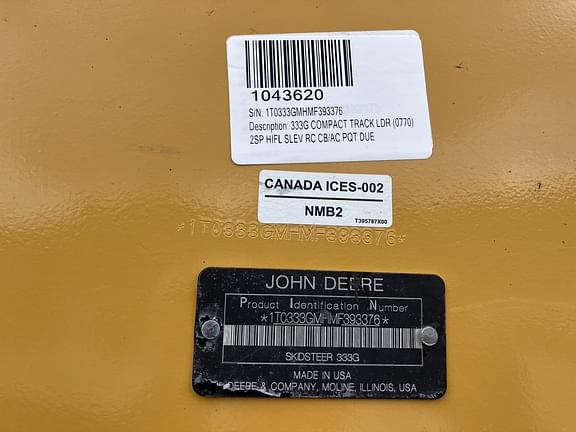 1043620
S/N: 1T0333GMHMF393376
Description: 333G COMPACT TRACK LDR (0770)
2SP HIFL SLEV RC CB/AC PQT DUE
CANADA ICES-002
NMB2
T395787X00
*1T0333GMHMF393376*
JOHN DEERE
Product Identification Number
*1T0333GMHMF393376*
SKIDSTEER 333G
MADE IN USA
DEERE & COMPANY, MOLINE, ILLINOIS, USA